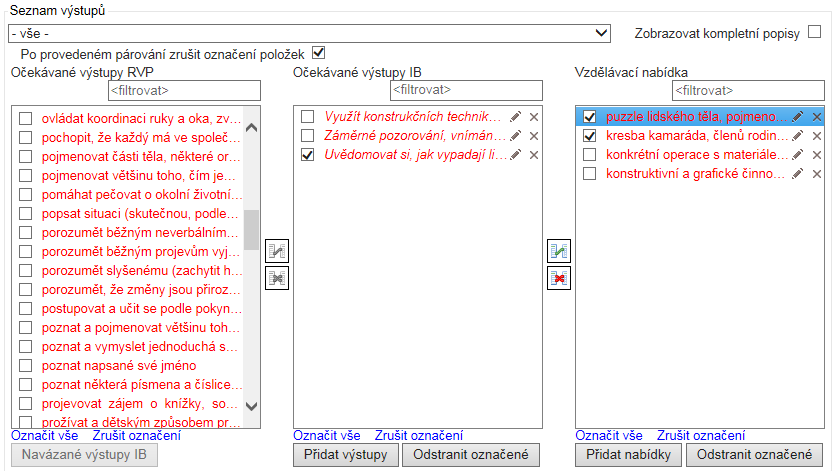 Seznam výstupů
- vše -
Zobrazovat kompletní popisy
Po provedeném párování zrušit označení položek
Očekávané výstupy RVP
<filtrovat>
ovládat koordinaci ruky a oka, zv…
pochopit, že každý má ve společ…
pojmenovat části těla, některé or…
pojmenovat většinu toho, čím je…
pomáhat pečovat o okolní životní…
popsat situaci (skutečnou, podle…
porozumět běžným neverbálním…
porozumět běžným projevům vyj…
porozumět slyšenému (zachytit h…
porozumět, že změny jsou přiroz…
postupovat a učit se podle pokyn…
poznat a pojmenovat většinu toh…
poznat a vymyslet jednoduchá s…
poznat napsané své jméno
poznat některá písmena a číslice…
projevovat zájem o knížky, so…
prožívat a dětským způsobem pr…
Označit vše Zrušit označení
Navázané výstupy IB
Očekávané výstupy IB
<filtrovat>
Využít konstrukčních technik…
Záměrné pozorování, vnímán…
Uvědomovat si, jak vypadají li…
Označit vše Zrušit označení
Přidat výstupy Odstranit označené
Vzdělávací nabídka
<filtrovat>
puzzle lidského těla, pojmeno…
kresba kamaráda, členů rodin…
konkrétní operace s materiále…
konstruktivní a grafické činno…
Označit vše Zrušit označení
Přidat nabídky Odstranit označené